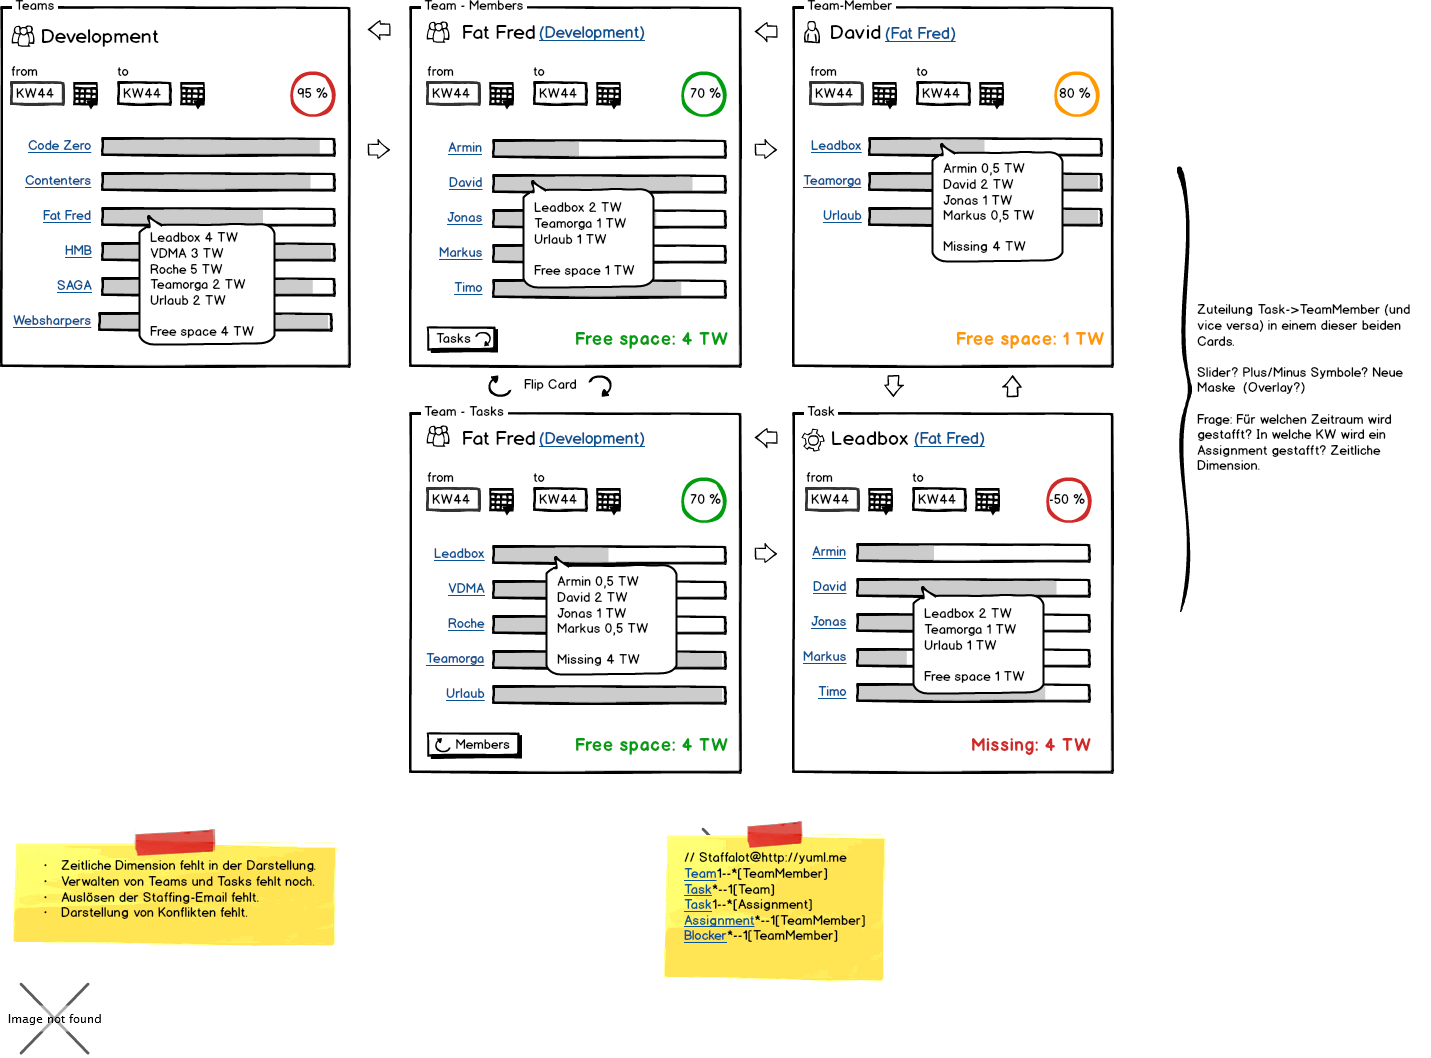 Teams
Development
from
to
KW44
KW44
95 %
Code Zero
Contenters
Fat Fred
HMB
SAGA
Websharpers
Leadbox 4 TW
VDMA 3 TW
Roche 5 TW
Teamorga 2 TW
Urlaub 2 TW
Free space 4 TW
Team - Members
Fat Fred (Development)
from
to
KW44
KW44
70 %
Armin
David
Jonas
Markus
Timo
Leadbox 2 TW
Teamorga 1 TW
Urlaub 1 TW
Free space 1 TW
Tasks
Free space: 4 TW
Team-Member
David (Fat Fred)
from
to
KW44
KW44
80 %
Leadbox
Teamorga
Urlaub
Armin 0,5 TW
David 2 TW
Jonas 1 TW
Markus 0,5 TW
Missing 4 TW
Free space: 1 TW
Flip Card
Team - Tasks
Fat Fred (Development)
from
to
KW44
KW44
70 %
Leadbox
VDMA
Roche
Teamorga
Urlaub
Armin 0,5 TW
David 2 TW
Jonas 1 TW
Markus 0,5 TW
Missing 4 TW
Members
Free space: 4 TW
Task
Leadbox (Fat Fred)
from
to
KW44
KW44
-50 %
Armin
David
Jonas
Markus
Timo
Leadbox 2 TW
Teamorga 1 TW
Urlaub 1 TW
Free space 1 TW
Missing: 4 TW
Zuteilung Task->TeamMember (und
vice versa) in einem dieser beiden
Cards.
Slider? Plus/Minus Symbole? Neue
Maske (Overlay?)
Frage: Für welchen Zeitraum wird
gestafft? In welche KW wird ein
Assignment gestafft? Zeitliche
Dimension.
· Zeitliche Dimension fehlt in der Darstellung.
· Verwalten von Teams und Tasks fehlt noch.
· Auslösen der Staffing-Email fehlt.
· Darstellung von Konflikten fehlt.
// Staffalot@http://yuml.me
Team1--*[TeamMember]
Task*--1[Team]
Task1--*[Assignment]
Assignment*--1[TeamMember]
Blocker*--1[TeamMember]
Image not found